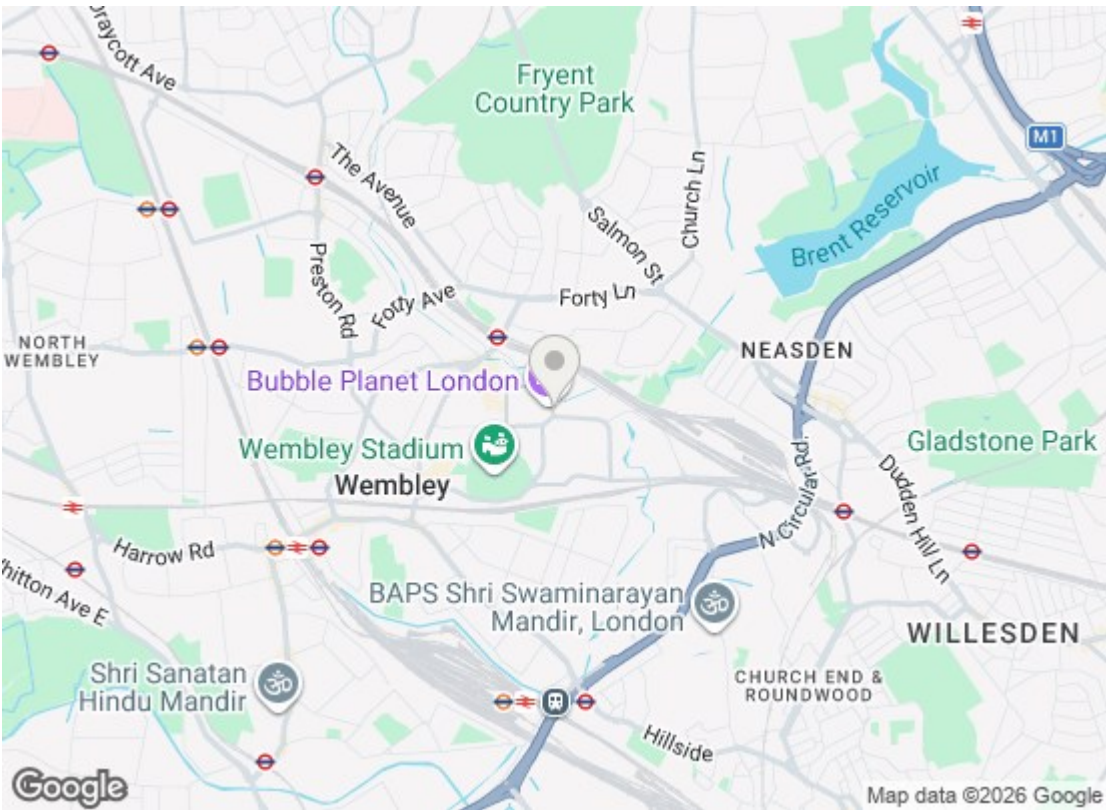 Draycott Ave
Fryent
Country Park
M1
The Avenue
Church Ln
Brent Reservoir
Salmon St
Preston Rd
Forty Ave
Forty Ln
NORTH
WEMBLEY
NEASDEN
Bubble Planet London
Wembley Stadium
Wembley
Gladstone Park
N Circular Rd.
Dudden Hill Ln
Harrow Rd
Whitton Ave E
BAPS Shri Swaminarayan
Mandir, London
WILLESDEN
Shri Sanatan
Hindu Mandir
CHURCH END &
ROUNDWOOD
Hillside
Google
Map data ©2026 Google